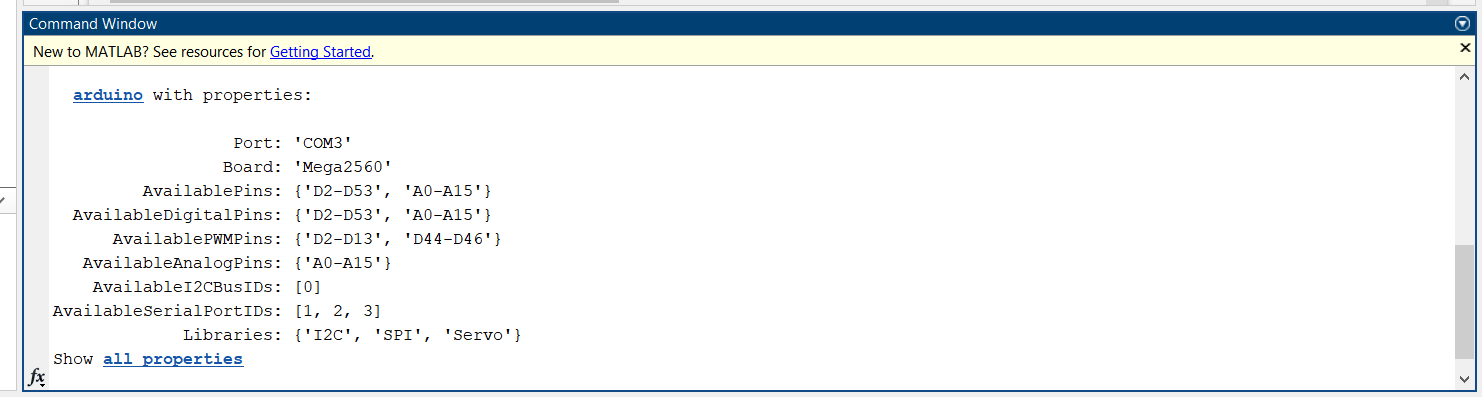 Command Window
New to MATLAB? See resources for Getting Started.
arduino with properties:
Port: 'COM3'
Board: 'Mega2560'
AvailablePins: {'D2-D53', 'A0-A15'}
AvailableDigitalPins: {'D2-D53', 'A0-A15'}
AvailablePWMPins: {'D2-D13', 'D44-D46'}
AvailableAnalogPins: {'A0-A15'}
AvailableI2CBusIDs: [0]
AvailableSerialPortIDs: [1, 2, 3]
Libraries: {'I2C', 'SPI', 'Servo'}
Show all properties
fx